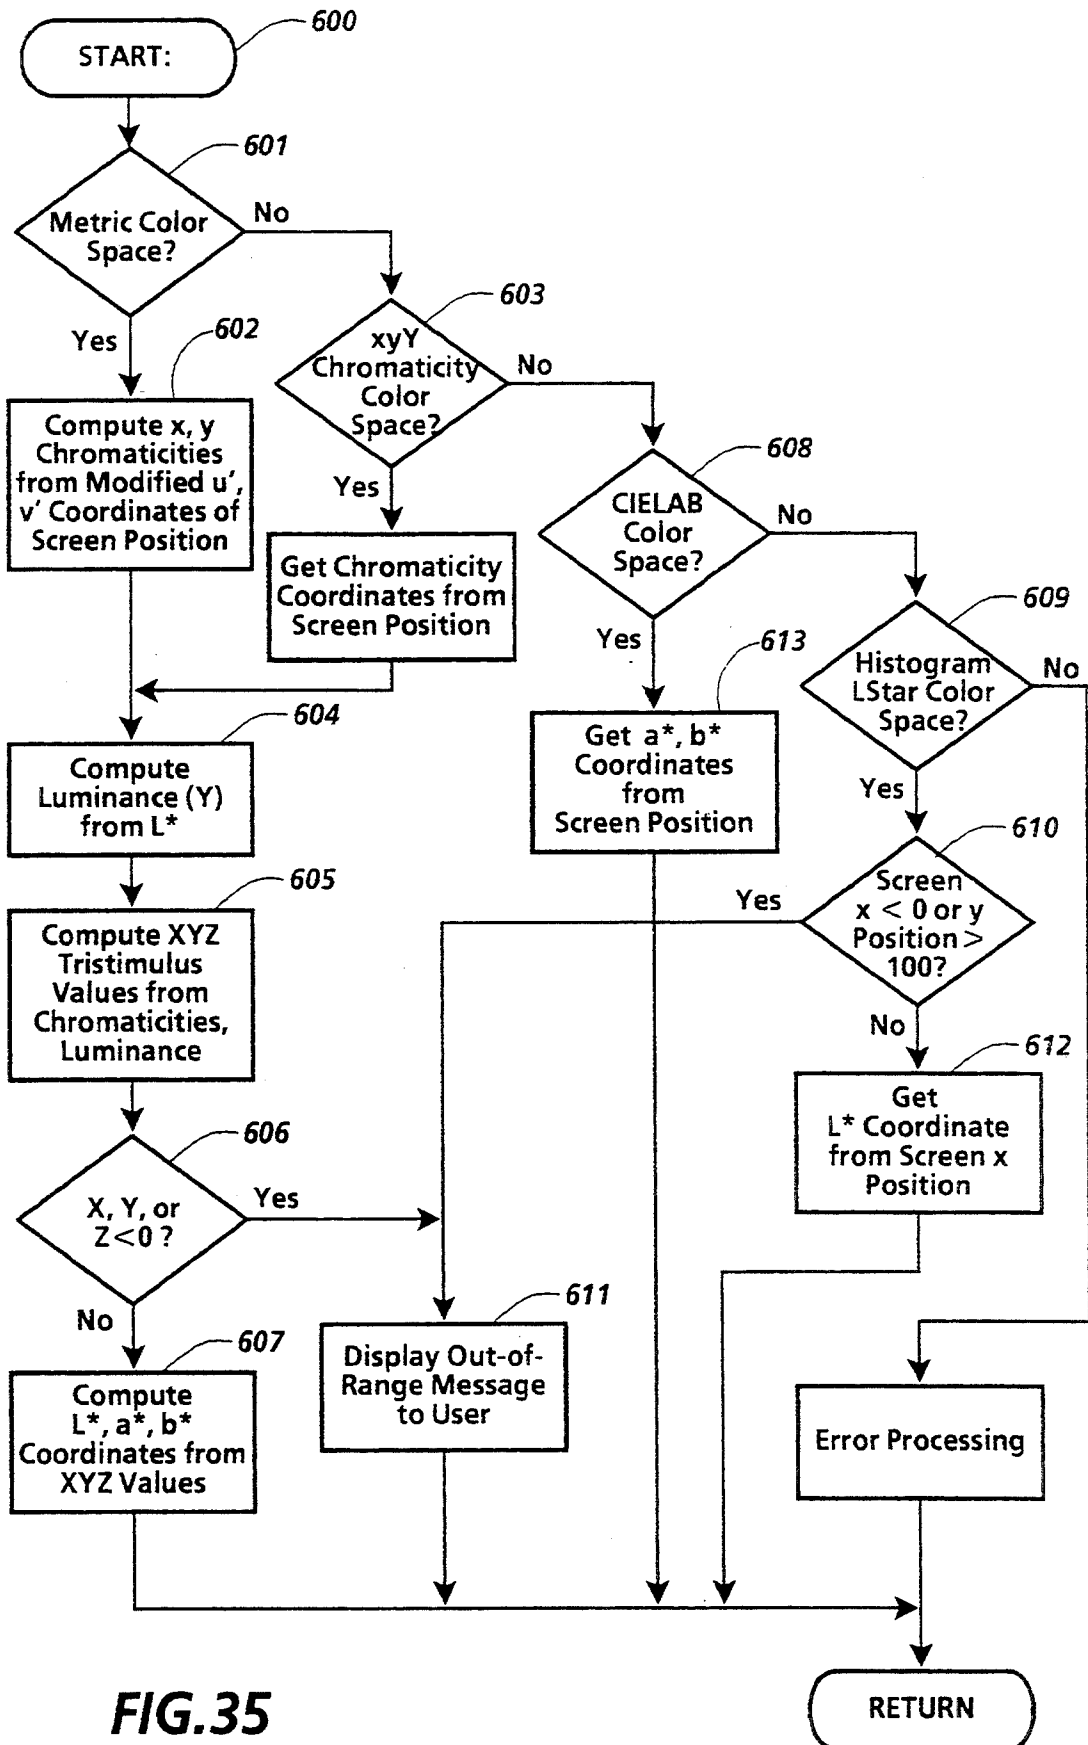 600
START:
601
Metric Color
Space?
No
Yes
602
603
xyY
Chromaticity
Color
Space?
No
Yes
Compute x, y
Chromaticities
from Modified u',
v' Coordinates of
Screen Position
Get Chromaticity
Coordinates from
Screen Position
608
CIELAB
Color
Space?
No
Yes
609
Histogram
LStar Color
Space?
No
Yes
613
Get a*, b*
Coordinates
from
Screen Position
604
Compute
Luminance (Y)
from L*
610
Screen
x < 0 or y
Position >
100?
Yes
No
605
Compute XYZ
Tristimulus
Values from
Chromaticities,
Luminance
612
Get
L* Coordinate
from Screen x
Position
606
X, Y, or
Z<0 ?
Yes
No
611
Display Out-of-
Range Message
to User
607
Compute
L*, a*, b*
Coordinates from
XYZ Values
Error Processing
RETURN
FIG.35